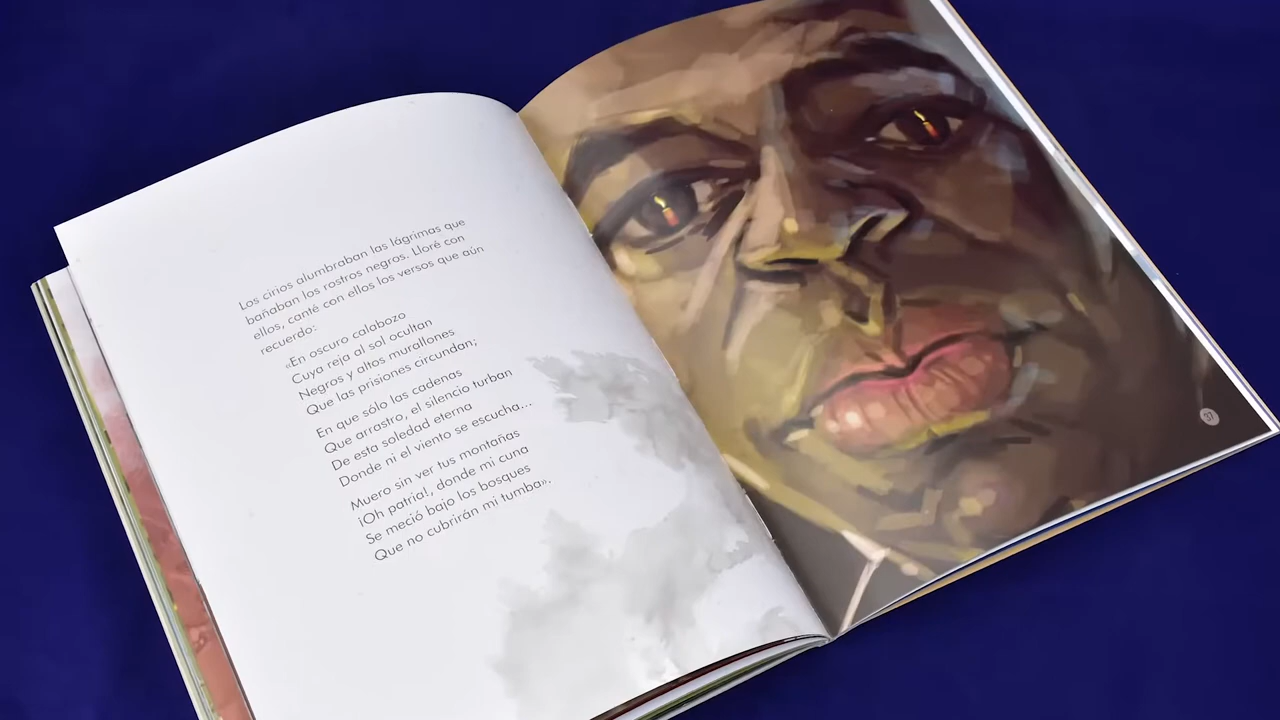 Los cirios alumbraban las lágrimas que
bañaban los rostros negros. Lloré con
ellos, canté con ellos los versos que aún
recuerdo:
«En oscuro calabozo
Cuya reja al sol ocultan
Negros y altos murallones
Que las prisiones circundan;
En que sólo las cadenas
Que arrastro, el silencio turban
De esta soledad eterna
Donde ni el viento se escucha...
Muero sin ver tus montañas
¡Oh patria!, donde mi cuna
Se meció bajo los bosques
Que no cubrirán mi tumba».
37